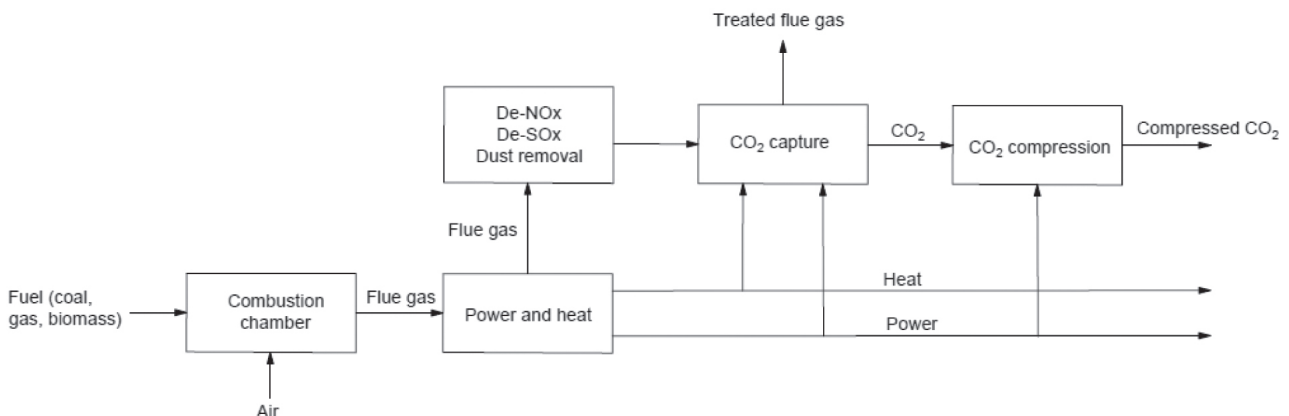 Treated flue gas
De-NOx
De-SOx
Dust removal
CO₂ capture
CO₂
CO₂ compression
Compressed CO₂
Flue gas
Fuel (coal,
gas, biomass)
Combustion
chamber
Flue gas
Power and heat
Heat
Power
Air